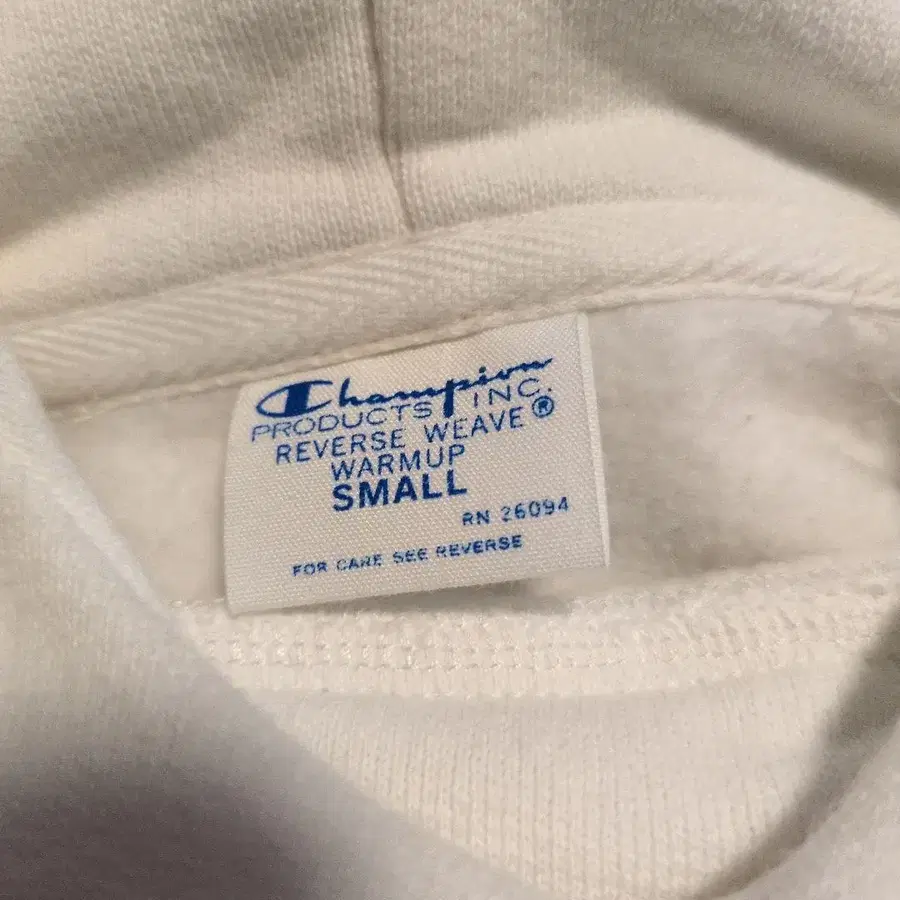 Champion
PRODUCTS INC.
REVERSE WEAVE®
WARMUP
SMALL
RN 26094
FOR CARE SEE REVERSE